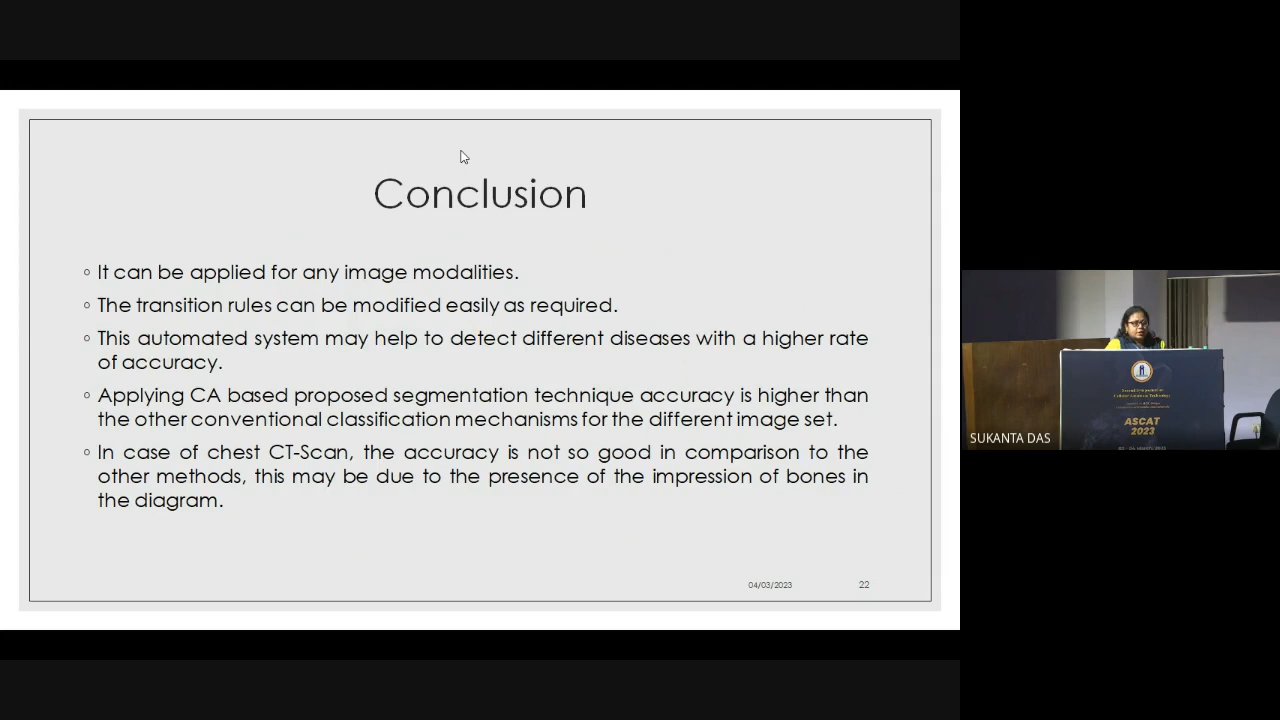 Conclusion
◦ It can be applied for any image modalities.
◦ The transition rules can be modified easily as required.
◦ This automated system may help to detect different diseases with a higher rate
of accuracy.
◦ Applying CA based proposed segmentation technique accuracy is higher than
the other conventional classification mechanisms for the different image set.
◦ In case of chest CT-Scan, the accuracy is not so good in comparison to the
other methods, this may be due to the presence of the impression of bones in
the diagram.
04/03/2023 22
ASCAT
2023
SUKANTA DAS